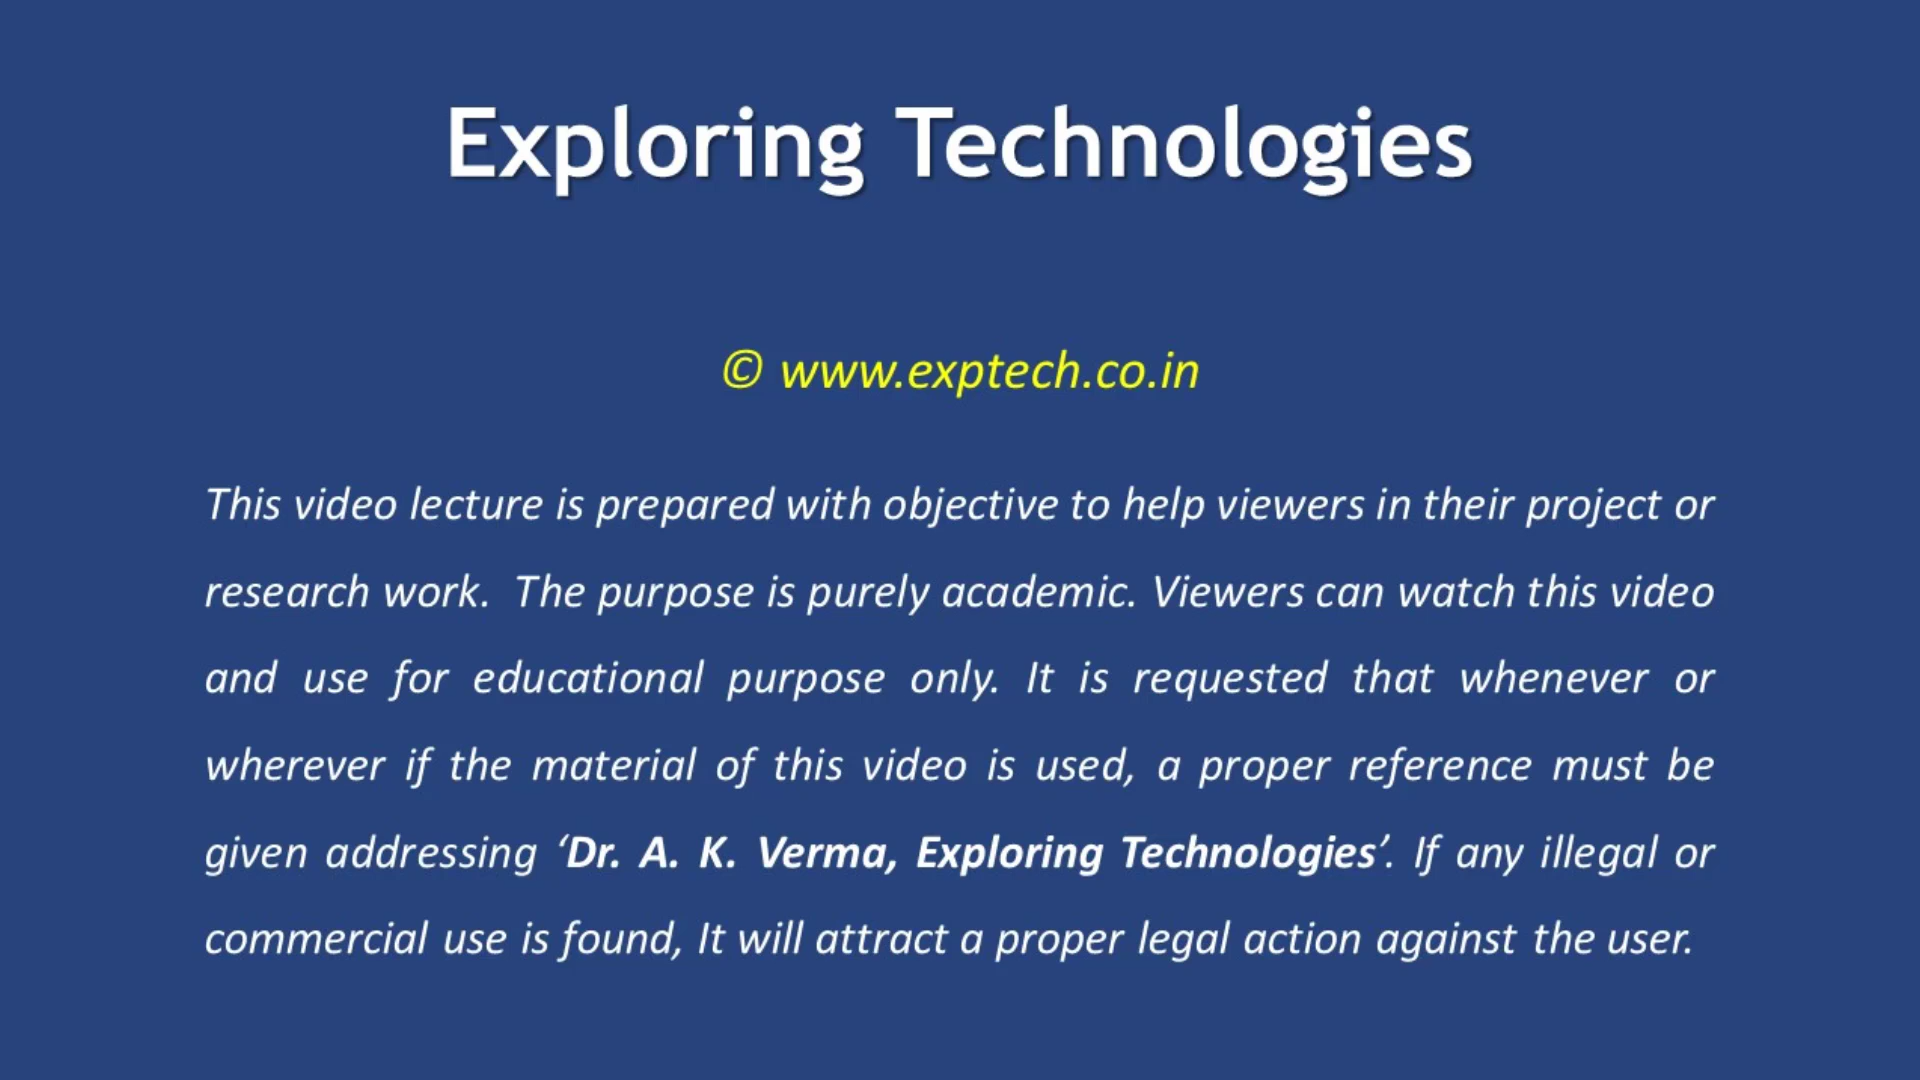 Exploring Technologies
© www.exptech.co.in
This video lecture is prepared with objective to help viewers in their project or
research work.  The purpose is purely academic. Viewers can watch this video
and use for educational purpose only. It is requested that whenever or
wherever if the material of this video is used, a proper reference must be
given addressing ‘Dr. A. K. Verma, Exploring Technologies’. If any illegal or
commercial use is found, It will attract a proper legal action against the user.